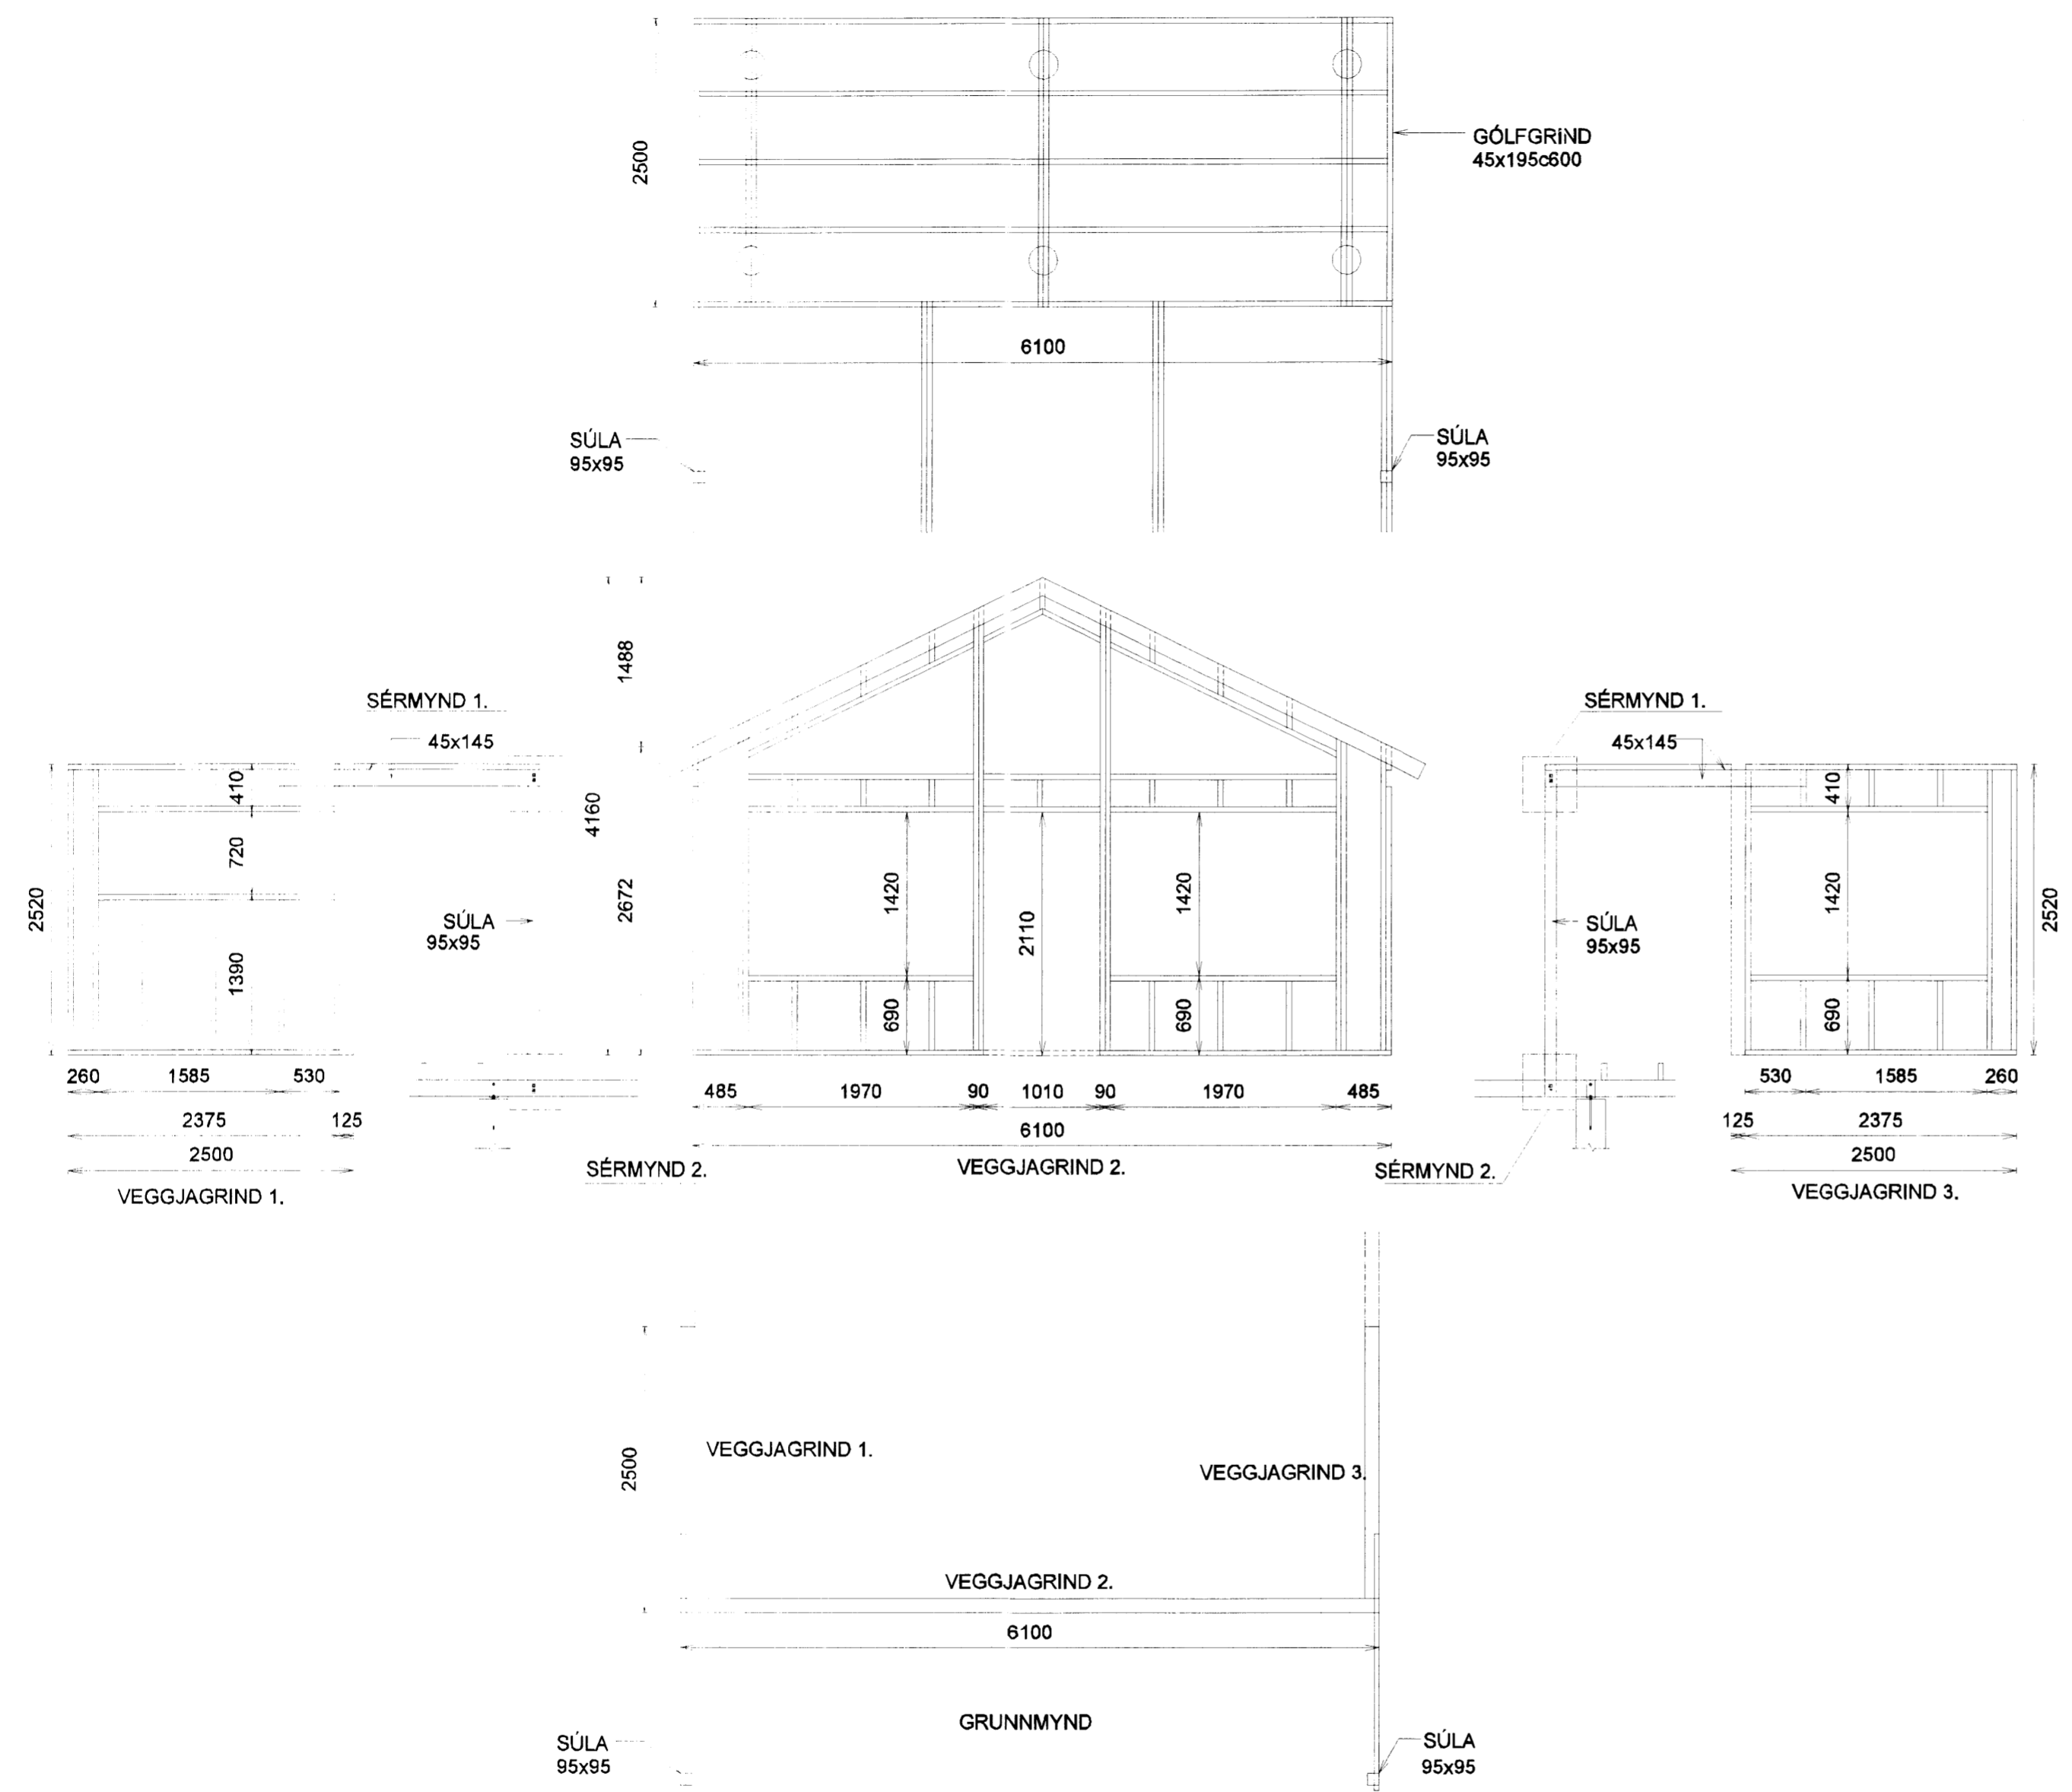 2500
GÓLFGRIND
45x195c600
6100
SÚLA
95x95
SÚLA
95x95
1488
4160
2672
SÉRMYND 1.
45x145
410
720
1390
2520
SÚLA
95x95
260 1585 530
2375 125
2500
VEGGJAGRIND 1.
1420
2110
1420
690
690
485 1970 90 1010 90 1970 485
6100
SÉRMYND 2.
VEGGJAGRIND 2.
SÉRMYND 1.
45x145
410
1420
690
2520
SÚLA
95x95
530 1585 260
125 2375
2500
SÉRMYND 2.
VEGGJAGRIND 3.
2500
VEGGJAGRIND 1.
VEGGJAGRIND 3.
VEGGJAGRIND 2.
6100
GRUNNMYND
SÚLA
95x95
SÚLA
95x95